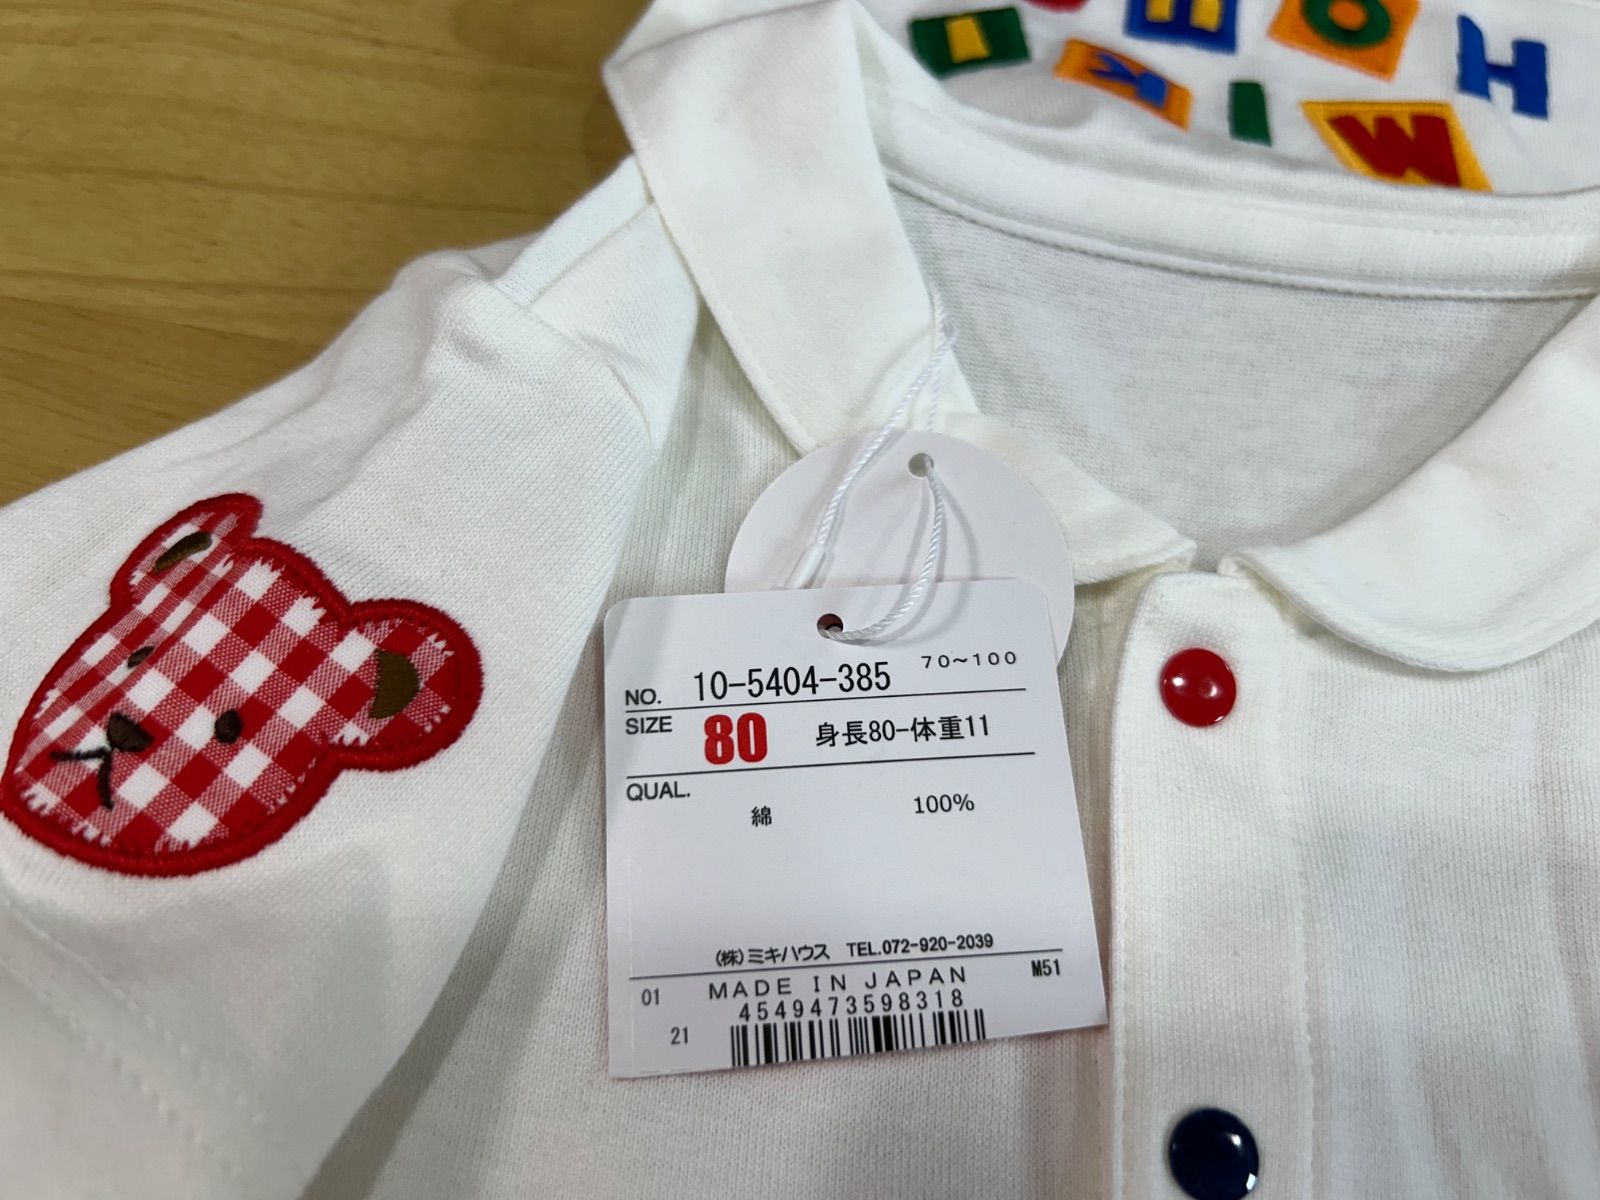 NO. 10-5404-385 70~100
SIZE 80 身長80-体重11
QUAL.
綿 100%
(株)ミキハウス TEL.072-920-2039
01 MADE IN JAPAN M51
4549473598318
21